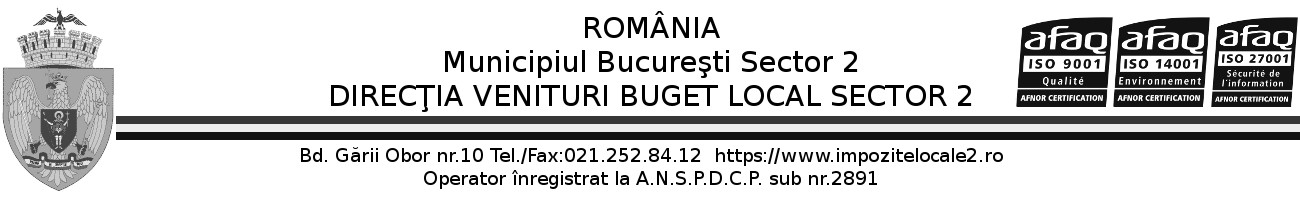 ROMÂNIA
Municipiul Bucureşti Sector 2
DIRECŢIA VENITURI BUGET LOCAL SECTOR 2
Bd. Gării Obor nr.10 Tel./Fax:021.252.84.12 https://www.impozitelocale2.ro
Operator înregistrat la A.N.S.P.D.C.P. sub nr.2891
afaq
ISO 9001
Qualité
AFNOR CERTIFICATION
afaq
ISO 14001
Environnement
AFNOR CERTIFICATION
afaq
ISO 27001
Sécurité de
l'information
AFNOR CERTIFICATION